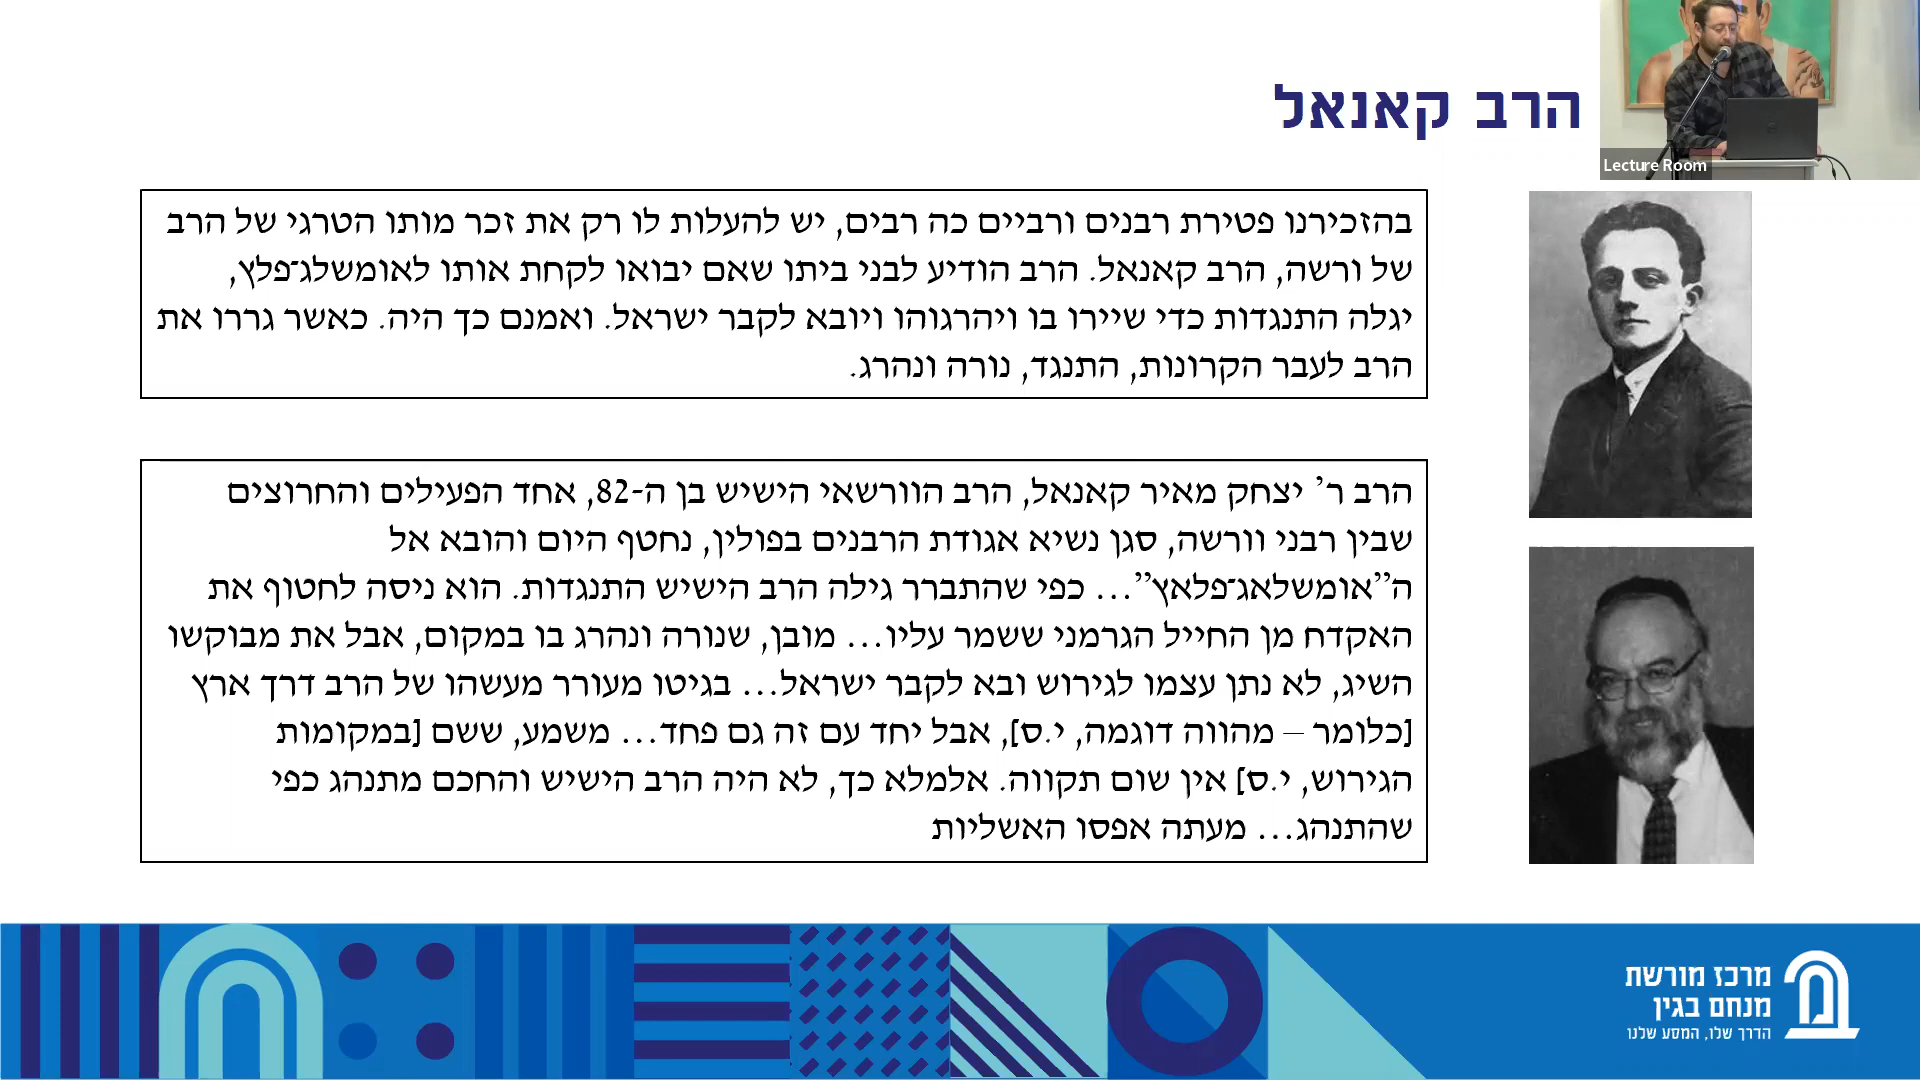 הרב קאנאל
Lecture Room
בהזכירנו פטירת רבנים ורביים כה רבים, יש להעלות לו רק את זכר מותו הטרגי של הרב
של ורשה, הרב קאנאל. הרב הודיע לבני ביתו שאם יבואו לקחת אותו לאומשלג־פלץ,
יגלה התנגדות כדי שיירו בו ויהרגוהו ויובא לקבר ישראל. ואמנם כך היה. כאשר גררו את
הרב לעבר הקרונות, התנגד, נורה ונהרג.
הרב ר' יצחק מאיר קאנאל, הרב הוורשאי הישיש בן ה-82, אחד הפעילים והחרוצים
שבין רבני וורשה, סגן נשיא אגודת הרבנים בפולין, נחטף היום והובא אל
ה"אומשלאג־פלאץ"... כפי שהתברר גילה הרב הישיש התנגדות. הוא ניסה לחטוף את
האקדח מן החייל הגרמני ששמר עליו... מובן, שנורה ונהרג בו במקום, אבל את מבוקשו
השיג, לא נתן עצמו לגירוש ובא לקבר ישראל... בגיטו מעורר מעשהו של הרב דרך ארץ
[כלומר – מהווה דוגמה, י.ס], אבל יחד עם זה גם פחד... משמע, ששם [במקומות
הגירוש, י.ס] אין שום תקווה. אלמלא כך, לא היה הרב הישיש והחכם מתנהג כפי
שהתנהג... מעתה אפסו האשליות
מרכז מורשת
מנחם בגין
הדרך שלו, המסע שלנו